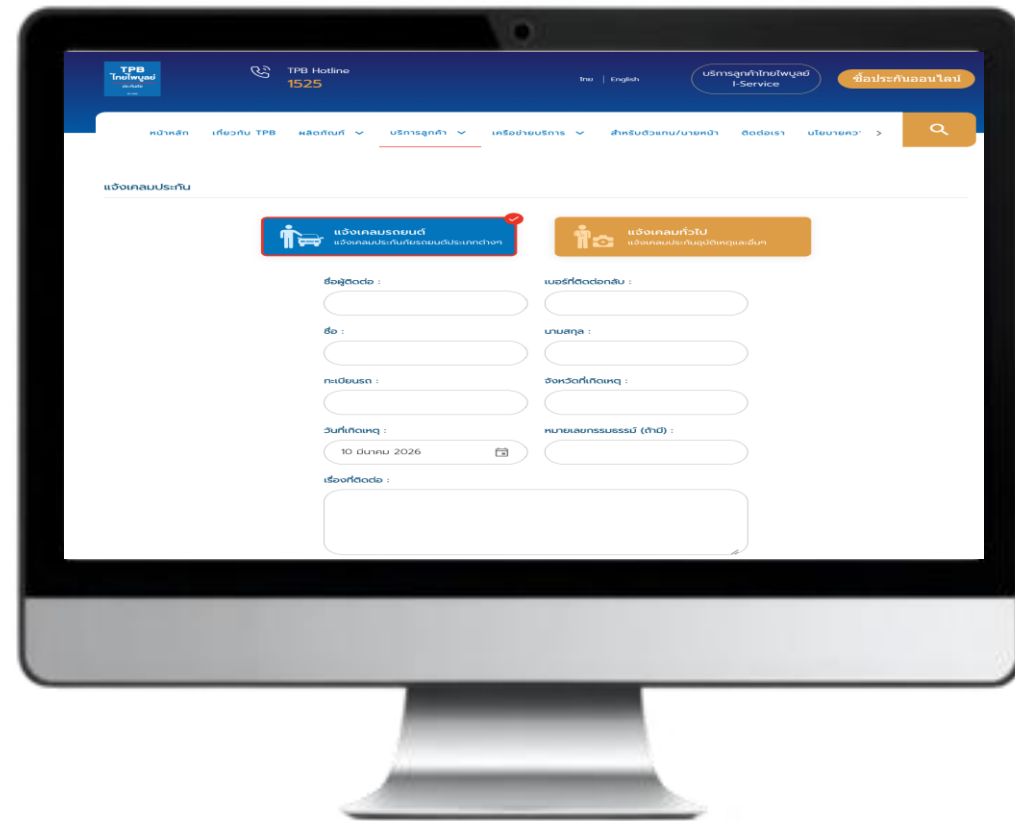 TPB
ไทยไพบูลย์
ประกันภัย
TPB Hotline
1525
ไทย | English
บริการลูกค้าไทยไพบูลย์
I-Service
ซื้อประกันออนไลน์
หน้าหลัก เกี่ยวกับ TPB ผลิตภัณฑ์ บริการลูกค้า เครือข่ายบริการ สำหรับตัวแทน/นายหน้า ติดต่อเรา นโยบายคว
แจ้งเคลมประกัน
แจ้งเคลมรถยนต์
แจ้งเคลมประกันภัยรถยนต์ประเภทต่างๆ
แจ้งเคลมทั่วไป
แจ้งเคลมประกันอุบัติเหตุและอื่นๆ
ชื่อผู้ติดต่อ :
เบอร์ที่ติดต่อกลับ :
ชื่อ :
นามสกุล :
ทะเบียนรถ :
จังหวัดที่เกิดเหตุ :
วันที่เกิดเหตุ :
หมายเลขกรมธรรม์ (ถ้ามี) :
10 มีนาคม 2026
เรื่องที่ติดต่อ :